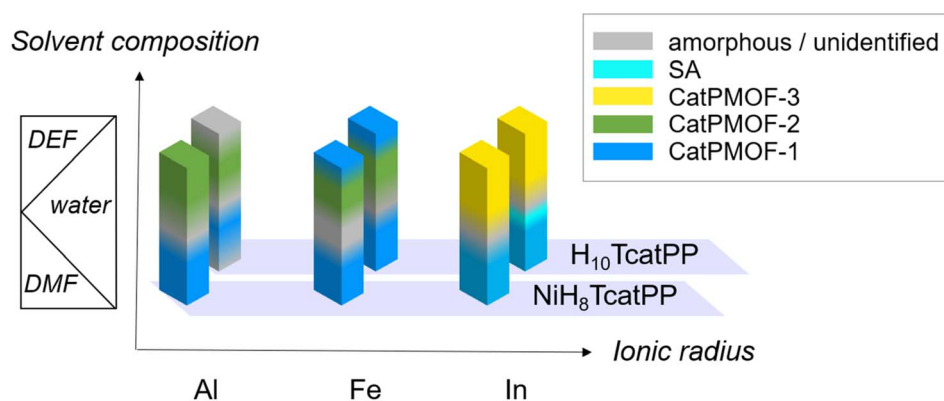 Solvent composition
amorphous / unidentified
SA
CatPMOF-3
CatPMOF-2
CatPMOF-1
DEF
water
DMF
H₁₀TcatPP
NiH₈TcatPP
Ionic radius
Al Fe In